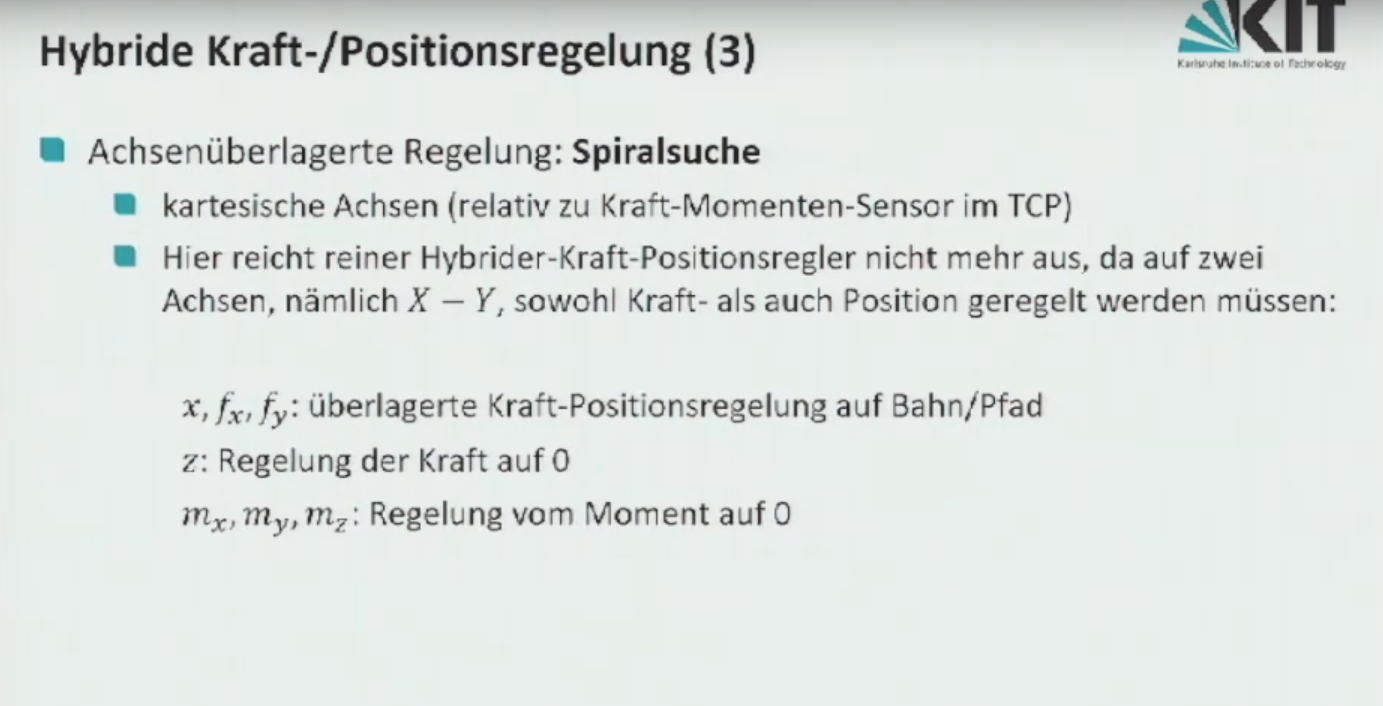 Hybride Kraft-/Positionsregelung (3)
KIT
Karlsruhe Institute of Technology
Achsenüberlagerte Regelung: Spiralsuche
kartesische Achsen (relativ zu Kraft-Momenten-Sensor im TCP)
Hier reicht reiner Hybrider-Kraft-Positionsregler nicht mehr aus, da auf zwei
Achsen, nämlich X − Y, sowohl Kraft- als auch Position geregelt werden müssen:
x, fₓ, f_y: überlagerte Kraft-Positionsregelung auf Bahn/Pfad
z: Regelung der Kraft auf 0
mₓ, m_y, m_z: Regelung vom Moment auf 0